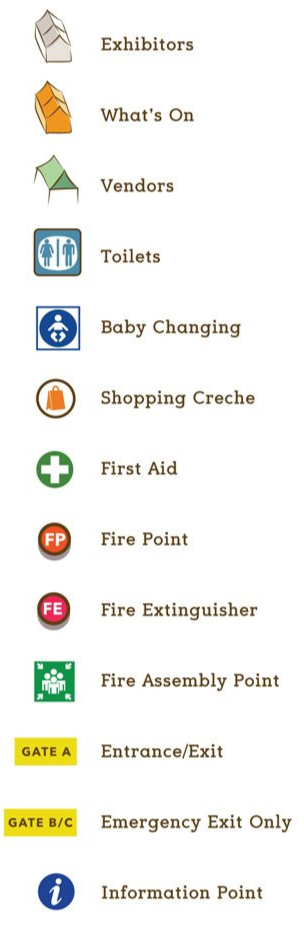 Exhibitors
What's On
Vendors
Toilets
Baby Changing
Shopping Creche
First Aid
FP Fire Point
FE Fire Extinguisher
Fire Assembly Point
GATE A Entrance/Exit
GATE B/C Emergency Exit Only
i Information Point